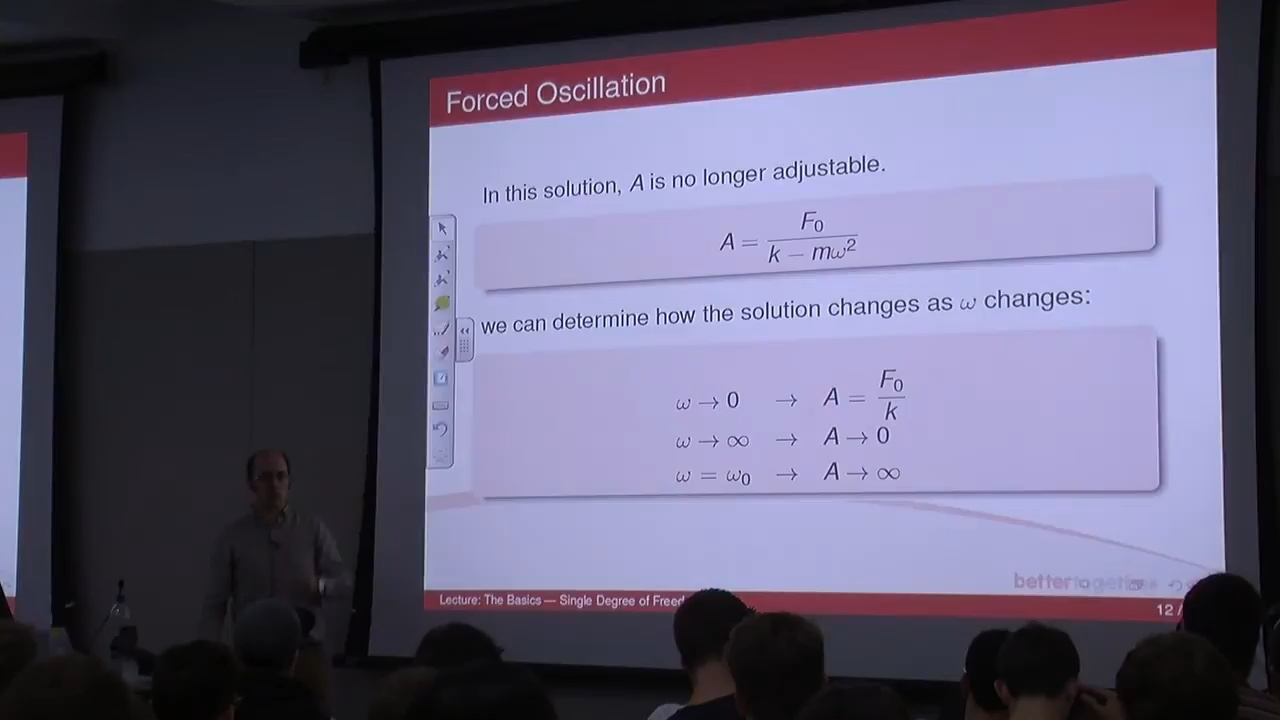 Forced Oscillation
In this solution, A is no longer adjustable.
A = F₀ / (k − mω²)
we can determine how the solution changes as ω changes:
ω → 0 → A = F₀ / k
ω → ∞ → A → 0
ω = ω₀ → A → ∞
bettertogether
Lecture: The Basics — Single Degree of
12 /